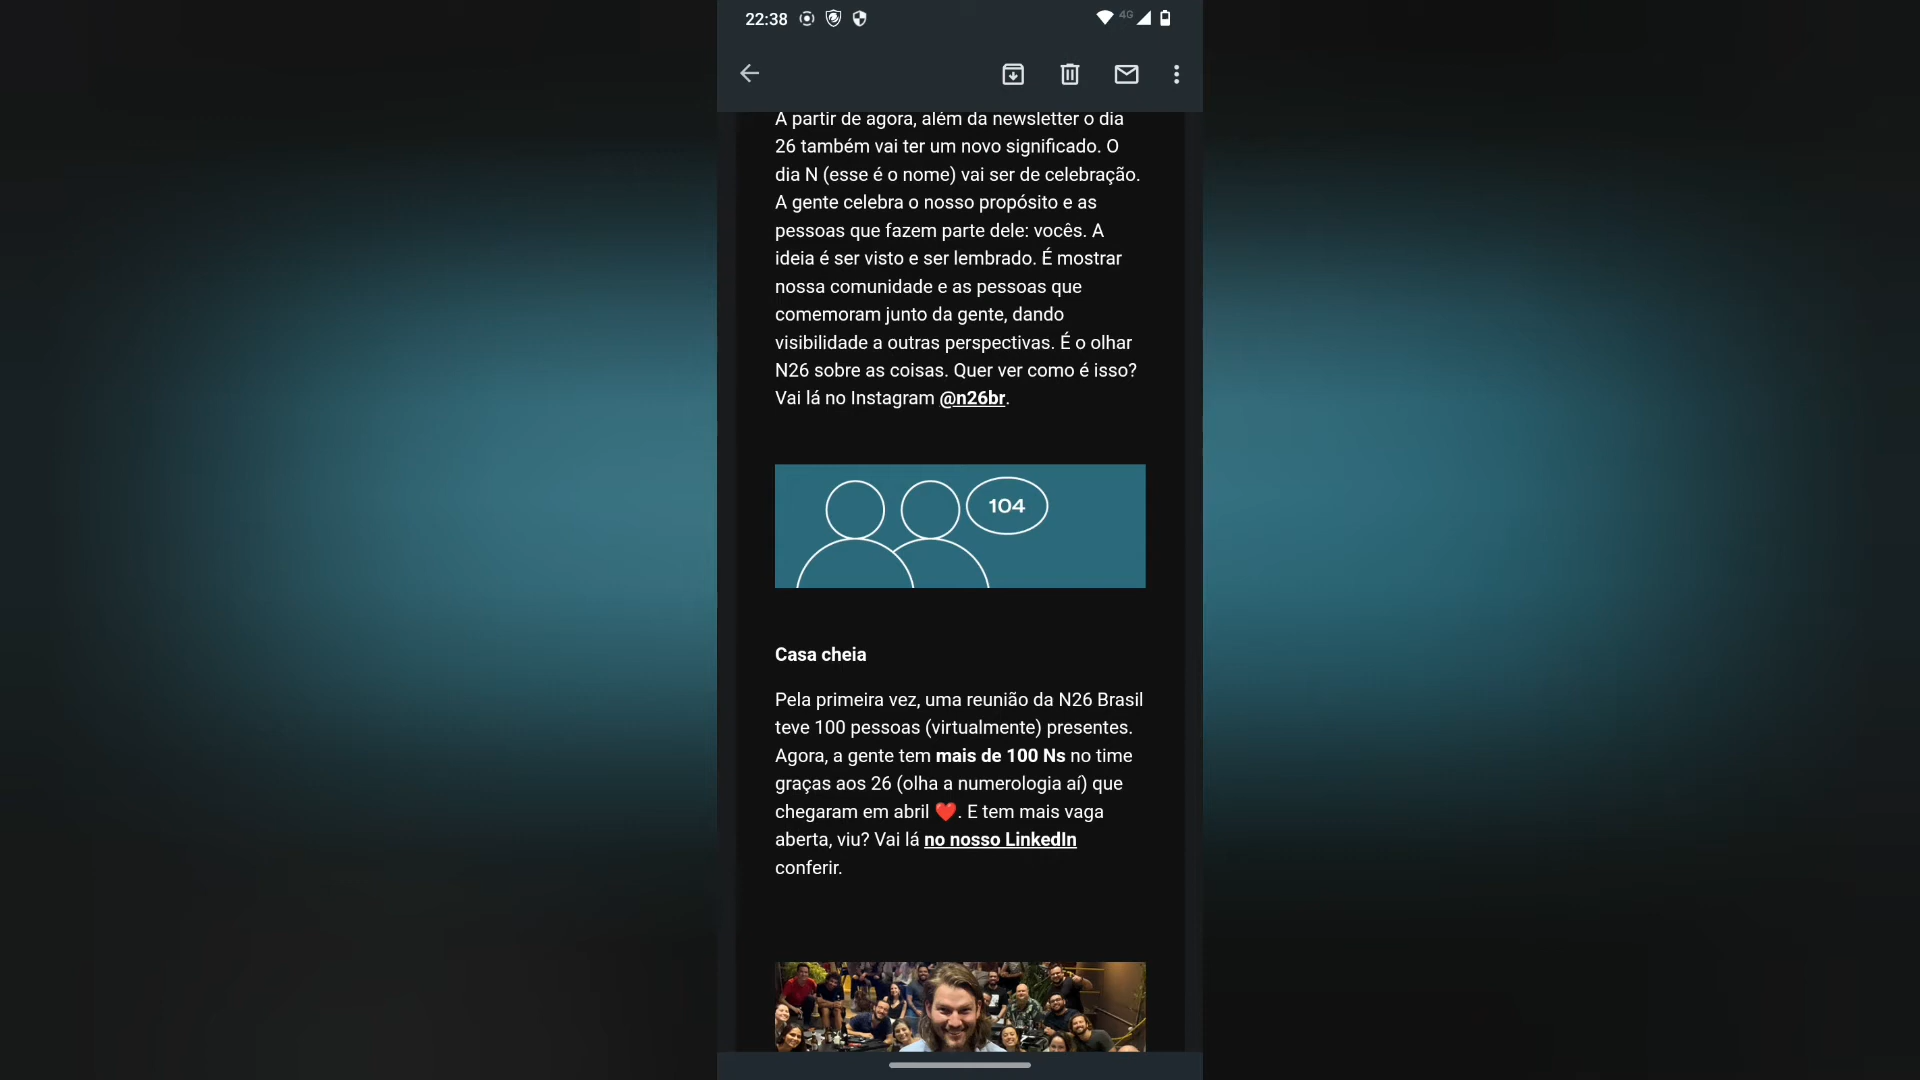 22:38
4G
A partir de agora, além da newsletter o dia
26 também vai ter um novo significado. O
dia N (esse é o nome) vai ser de celebração.
A gente celebra o nosso propósito e as
pessoas que fazem parte dele: vocês. A
ideia é ser visto e ser lembrado. É mostrar
nossa comunidade e as pessoas que
comemoram junto da gente, dando
visibilidade a outras perspectivas. É o olhar
N26 sobre as coisas. Quer ver como é isso?
Vai lá no Instagram @n26br.
104
Casa cheia
Pela primeira vez, uma reunião da N26 Brasil
teve 100 pessoas (virtualmente) presentes.
Agora, a gente tem mais de 100 Ns no time
graças aos 26 (olha a numerologia aí) que
chegaram em abril ❤️. E tem mais vaga
aberta, viu? Vai lá no nosso LinkedIn
conferir.